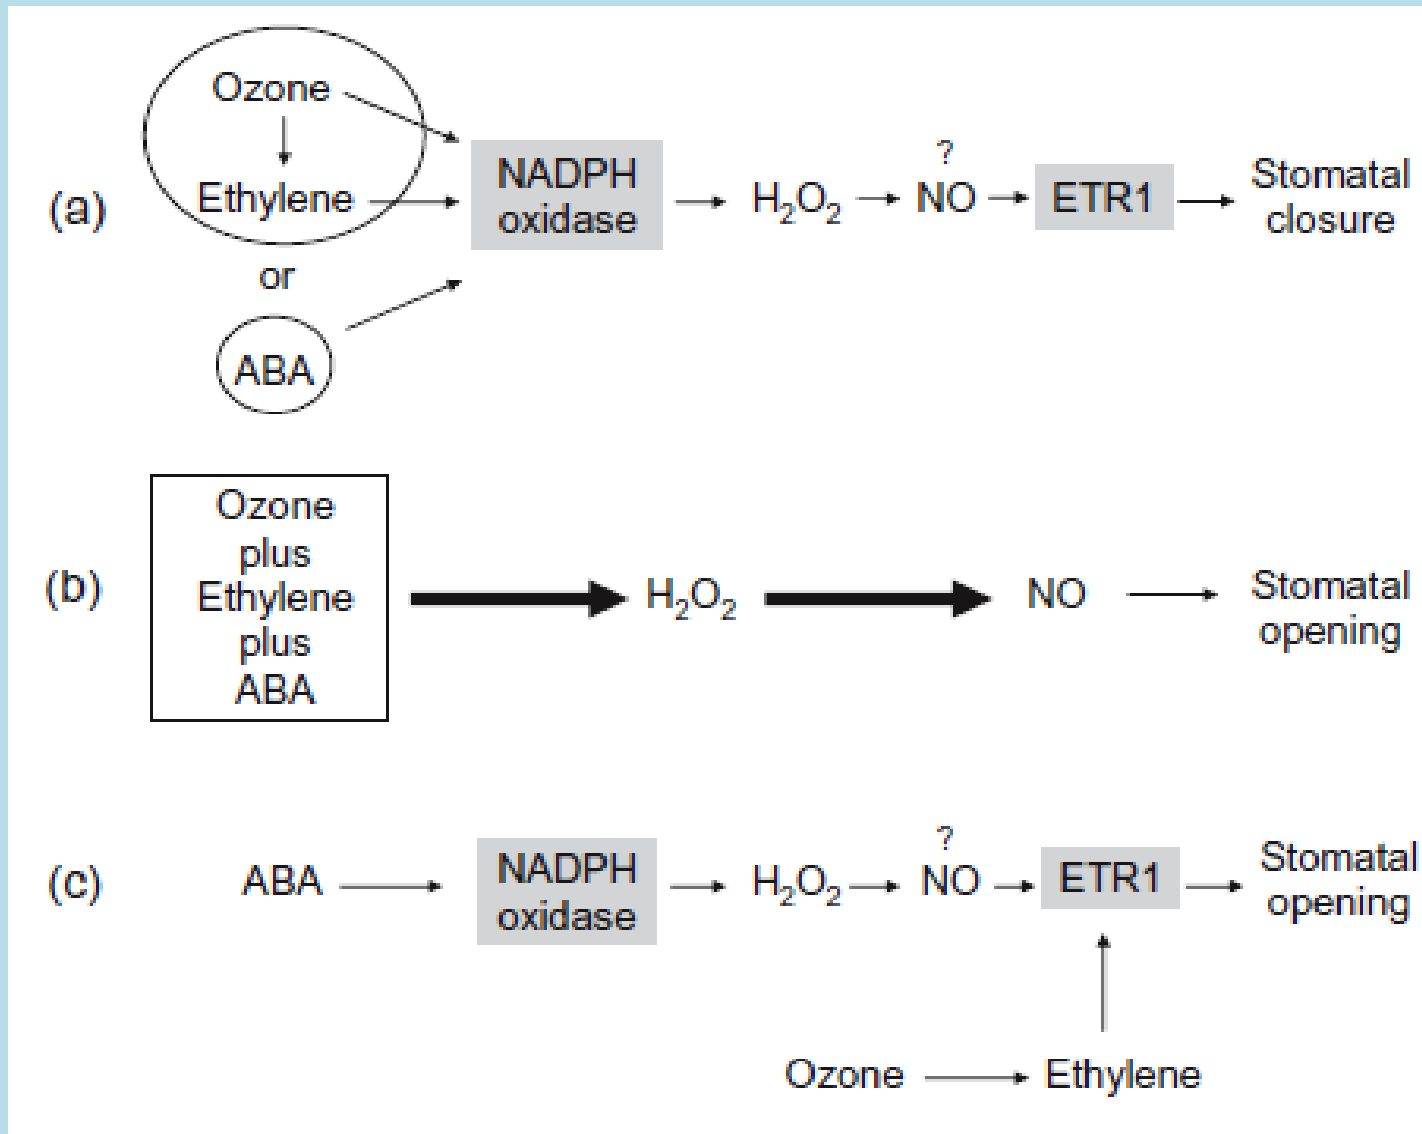 (a)
Ozone
Ethylene
or
ABA
NADPH
oxidase
H₂O₂
?
NO
ETR1
Stomatal
closure
(b)
Ozone
plus
Ethylene
plus
ABA
H₂O₂
NO
Stomatal
opening
(c)
ABA
NADPH
oxidase
H₂O₂
?
NO
ETR1
Stomatal
opening
Ozone
Ethylene